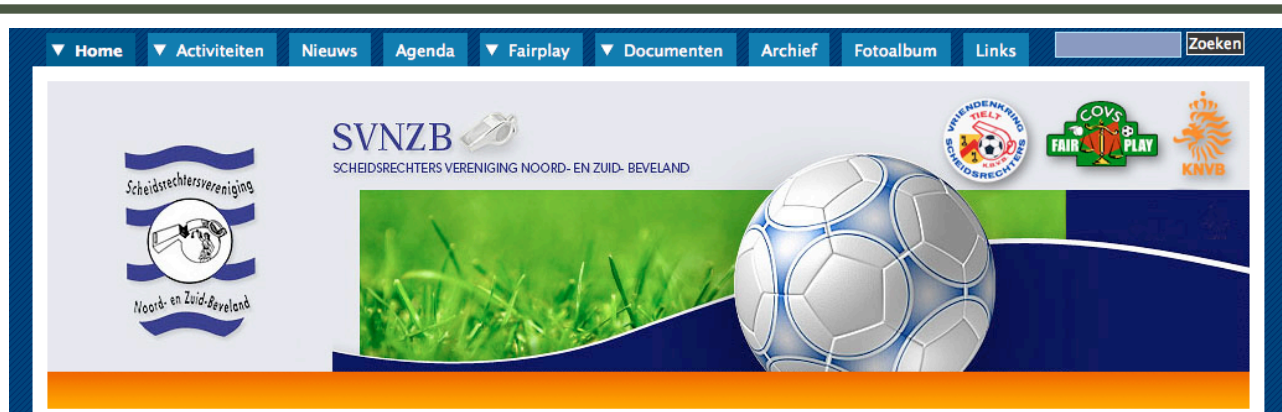 ▼ Home ▼ Activiteiten Nieuws Agenda ▼ Fairplay ▼ Documenten Archief Fotoalbum Links Zoeken
SVNZB
SCHEIDSRECHTERS VERENIGING NOORD- EN ZUID- BEVELAND
Scheidsrechtersvereniging
Noord- en Zuid-Beveland
VRIENDENKRING
TIELT
K.B.V.B.
SCHEIDSRECHTERS
COVS
FAIR PLAY
KNVB